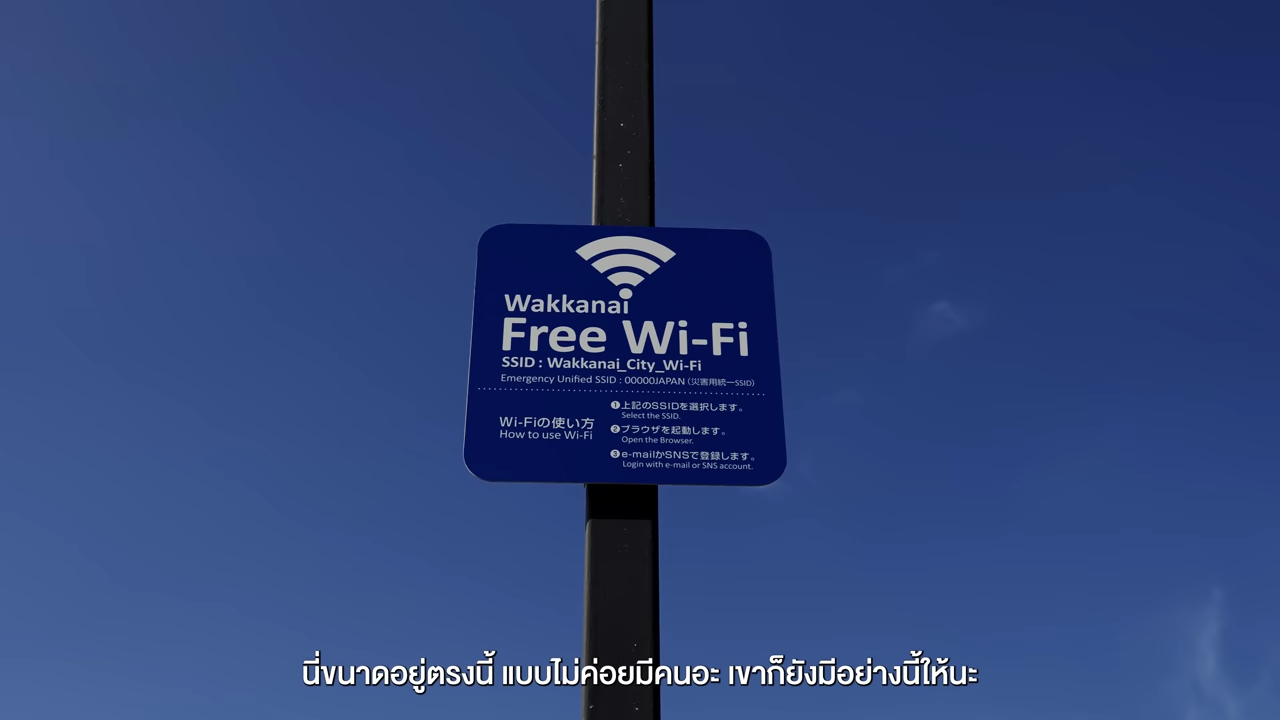 Wakkanai
Free Wi-Fi
SSID : Wakkanai_City_Wi-Fi
Emergency Unified SSID : 00000JAPAN (災害用統一SSID)
Wi-Fiの使い方
How to use Wi-Fi
❶上記のSSIDを選択します。
Select the SSID.
❷ブラウザを起動します。
Open the Browser.
❸e-mailかSNSで登録します。
Login with e-mail or SNS account.
นี่ขนาดอยู่ตรงนี้ แบบไม่ค่อยมีคนอะ เขาก็ยังมีอย่างนี้ให้นะ